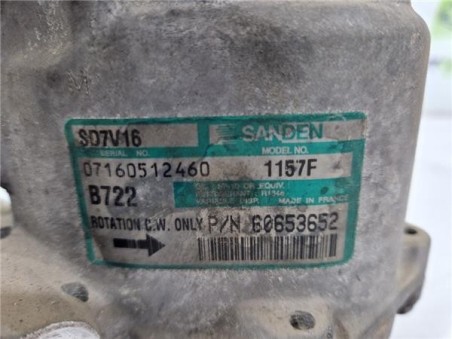 SD7V16 SANDEN
SERIAL NO. MODEL NO.
07160512460 1157F
B722
MADE IN FRANCE
ROTATION C.W. ONLY P/N 60653652